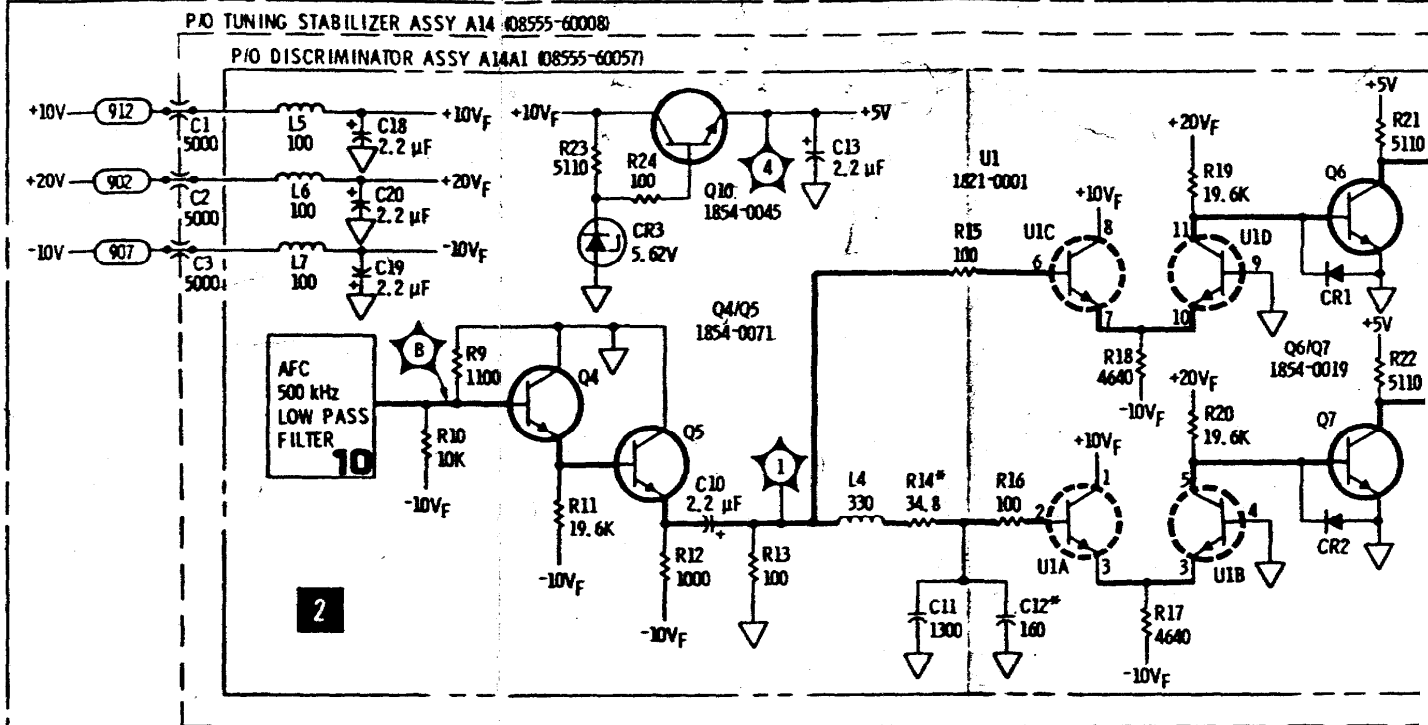 P/O TUNING STABILIZER ASSY A14 (08555-60008)
P/O DISCRIMINATOR ASSY A14A1 (08555-60057)
+10V
912
C1
5000
L5
100
C18
2.2 µF
+10VF
+20V
902
C2
5000
L6
100
C20
2.2 µF
+20VF
-10V
907
C3
5000
L7
100
C19
2.2 µF
-10VF
+10VF
R23
5110
R24
100
Q10
1854-0045
4
C13
2.2 µF
+5V
CR3
5.62V
AFC
500 kHz
LOW PASS
FILTER
10
B
R9
1100
R10
10K
-10VF
Q4
R11
19.6K
-10VF
Q4/Q5
1854-0071
Q5
C10
2.2 µF
+
R12
1000
-10VF
1
R13
100
L4
330
R14*
34.8
R16
100
C11
1300
C12*
160
U1
1821-0001
R15
100
+10VF
U1C
6
8
7
+20VF
R19
19.6K
11
U1D
9
10
R18
4640
-10VF
+5V
R21
5110
Q6
CR1
Q6/Q7
1854-0019
+10VF
1
2
U1A
3
+20VF
R20
19.6K
5
4
3
U1B
R17
4640
-10VF
+5V
R22
5110
Q7
CR2
2